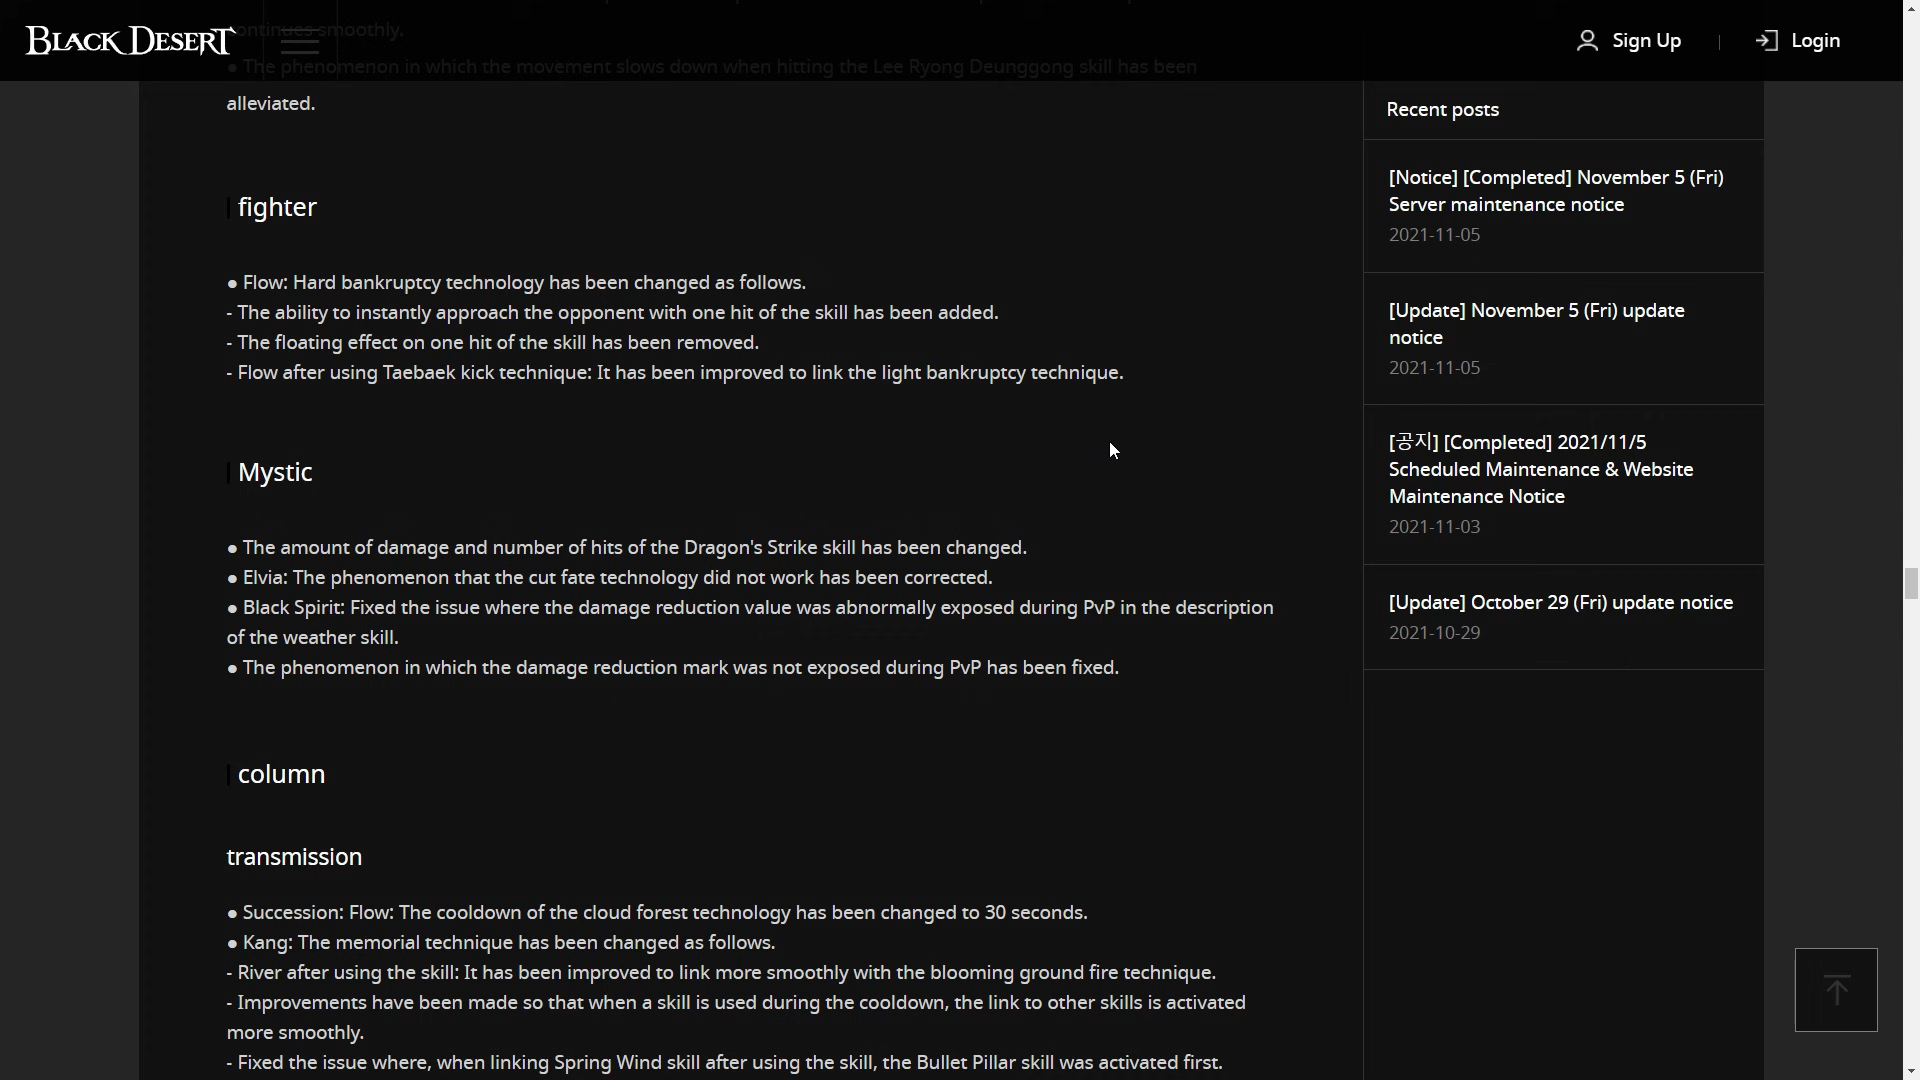 BLACK DESERT
Sign Up
Login
continues smoothly.
● The phenomenon in which the movement slows down when hitting the Lee Ryong Deunggong skill has been
alleviated.
fighter
● Flow: Hard bankruptcy technology has been changed as follows.
- The ability to instantly approach the opponent with one hit of the skill has been added.
- The floating effect on one hit of the skill has been removed.
- Flow after using Taebaek kick technique: It has been improved to link the light bankruptcy technique.
Mystic
● The amount of damage and number of hits of the Dragon's Strike skill has been changed.
● Elvia: The phenomenon that the cut fate technology did not work has been corrected.
● Black Spirit: Fixed the issue where the damage reduction value was abnormally exposed during PvP in the description
of the weather skill.
● The phenomenon in which the damage reduction mark was not exposed during PvP has been fixed.
column
transmission
● Succession: Flow: The cooldown of the cloud forest technology has been changed to 30 seconds.
● Kang: The memorial technique has been changed as follows.
- River after using the skill: It has been improved to link more smoothly with the blooming ground fire technique.
- Improvements have been made so that when a skill is used during the cooldown, the link to other skills is activated
more smoothly.
- Fixed the issue where, when linking Spring Wind skill after using the skill, the Bullet Pillar skill was activated first.
Recent posts
[Notice] [Completed] November 5 (Fri)
Server maintenance notice
2021-11-05
[Update] November 5 (Fri) update
notice
2021-11-05
[공지] [Completed] 2021/11/5
Scheduled Maintenance & Website
Maintenance Notice
2021-11-03
[Update] October 29 (Fri) update notice
2021-10-29